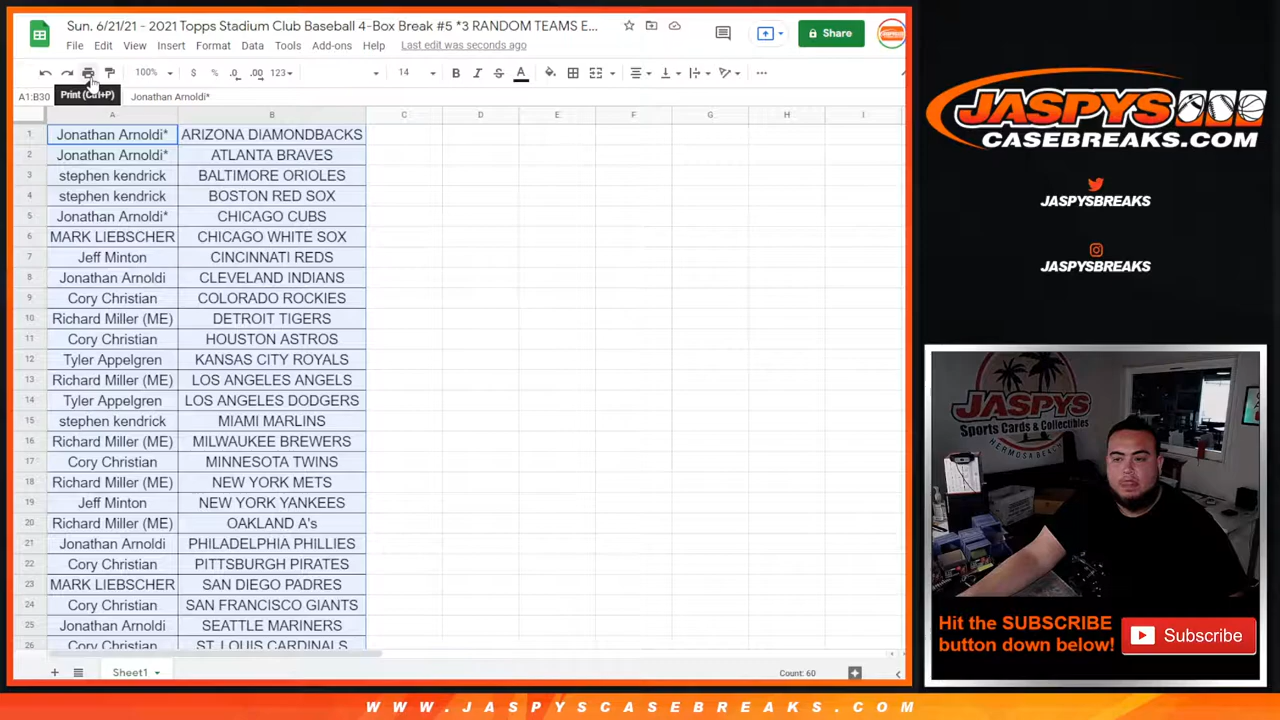 Sun. 6/21/21 - 2021 Topps Stadium Club Baseball 4-Box Break #5 *3 RANDOM TEAMS E...
File Edit View Insert Format Data Tools Add-ons Help Last edit was seconds ago
Share
100% $ % .0 .00 123 14 B I S A
A1:B30 Print (Ctrl+P) Jonathan Arnoldi*
A B C D E F G H I
1 Jonathan Arnoldi* ARIZONA DIAMONDBACKS
2 Jonathan Arnoldi* ATLANTA BRAVES
3 stephen kendrick BALTIMORE ORIOLES
4 stephen kendrick BOSTON RED SOX
5 Jonathan Arnoldi* CHICAGO CUBS
6 MARK LIEBSCHER CHICAGO WHITE SOX
7 Jeff Minton CINCINNATI REDS
8 Jonathan Arnoldi CLEVELAND INDIANS
9 Cory Christian COLORADO ROCKIES
10 Richard Miller (ME) DETROIT TIGERS
11 Cory Christian HOUSTON ASTROS
12 Tyler Appelgren KANSAS CITY ROYALS
13 Richard Miller (ME) LOS ANGELES ANGELS
14 Tyler Appelgren LOS ANGELES DODGERS
15 stephen kendrick MIAMI MARLINS
16 Richard Miller (ME) MILWAUKEE BREWERS
17 Cory Christian MINNESOTA TWINS
18 Richard Miller (ME) NEW YORK METS
19 Jeff Minton NEW YORK YANKEES
20 Richard Miller (ME) OAKLAND A's
21 Jonathan Arnoldi PHILADELPHIA PHILLIES
22 Cory Christian PITTSBURGH PIRATES
23 MARK LIEBSCHER SAN DIEGO PADRES
24 Cory Christian SAN FRANCISCO GIANTS
25 Jonathan Arnoldi SEATTLE MARINERS
26 Cory Christian ST. LOUIS CARDINALS
Sheet1
Count: 60
JASPYS
CASEBREAKS.COM
JASPYSBREAKS
JASPYSBREAKS
JASPYS
Sports Cards & Collectibles
HERMOSA BEACH
Hit the SUBSCRIBE
button down below!
Subscribe
WWW.JASPYSCASEBREAKS.COM